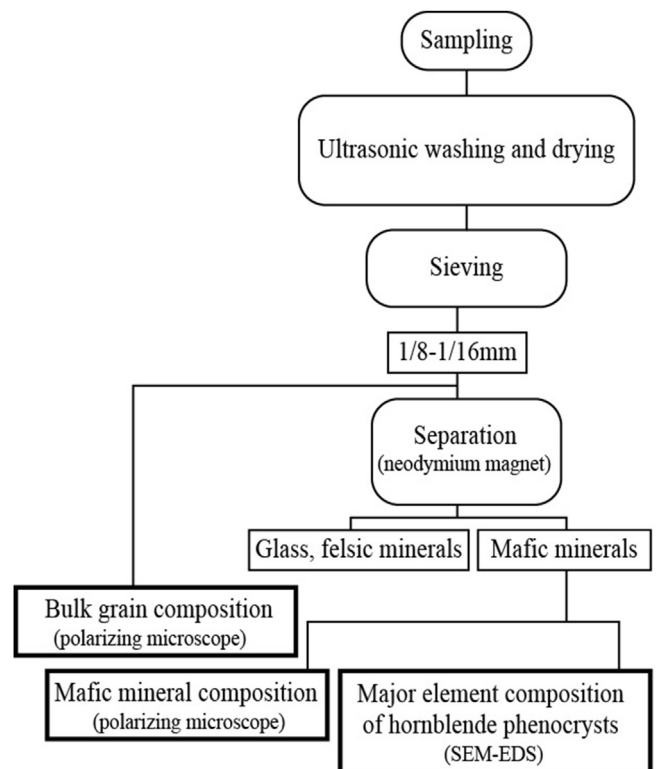 Sampling
Ultrasonic washing and drying
Sieving
1/8-1/16mm
Separation
(neodymium magnet)
Glass, felsic minerals
Mafic minerals
Bulk grain composition
(polarizing microscope)
Mafic mineral composition
(polarizing microscope)
Major element composition
of hornblende phenocrysts
(SEM-EDS)